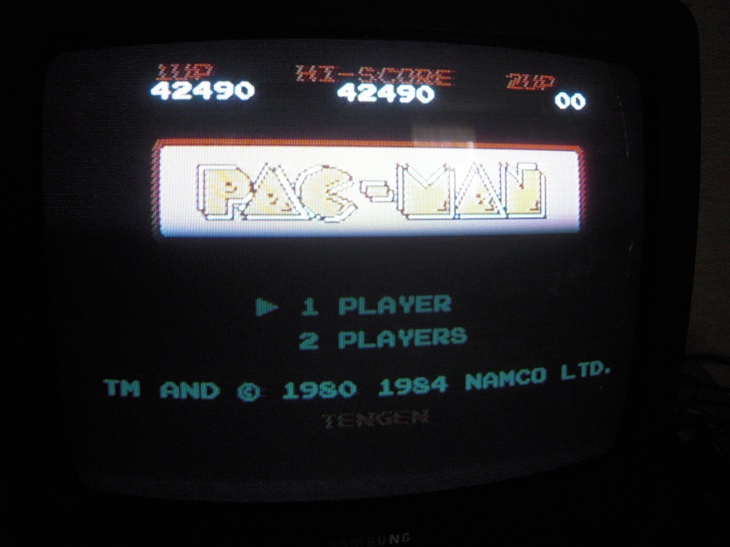 1UP HI-SCORE 2UP
42490 42490 00
PAC-MAN
1 PLAYER
2 PLAYERS
TM AND © 1980 1984 NAMCO LTD.
TENGEN
SAMSUNG